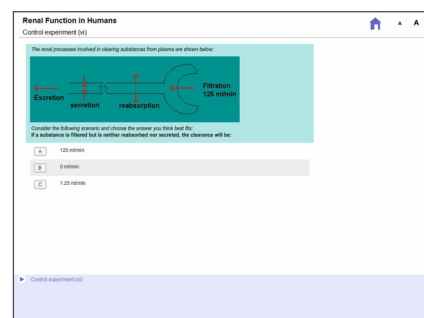 Renal Function in Humans
Control experiment (vi)
A A
The renal processes involved in clearing substances from plasma are shown below:
Filtration
125 ml/min
Excretion
secretion
reabsorption
Consider the following scenario and choose the answer you think best fits:
If a substance is filtered but is neither reabsorbed nor secreted, the clearance will be:
A 125 ml/min
B 0 ml/min
C 1.25 ml/min
Control experiment (vi)